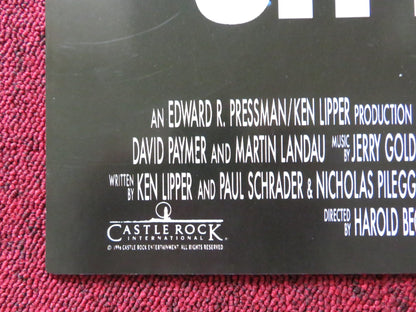 AN EDWARD R. PRESSMAN/KEN LIPPER PRODUCTION
DAVID PAYMER AND MARTIN LANDAU MUSIC BY JERRY GOLD
WRITTEN BY KEN LIPPER AND PAUL SCHRADER & NICHOLAS PILEGG
DIRECTED BY HAROLD BE
CASTLE ROCK
INTERNATIONAL
© 1996 CASTLE ROCK ENTERTAINMENT ALL RIGHTS RESERVED